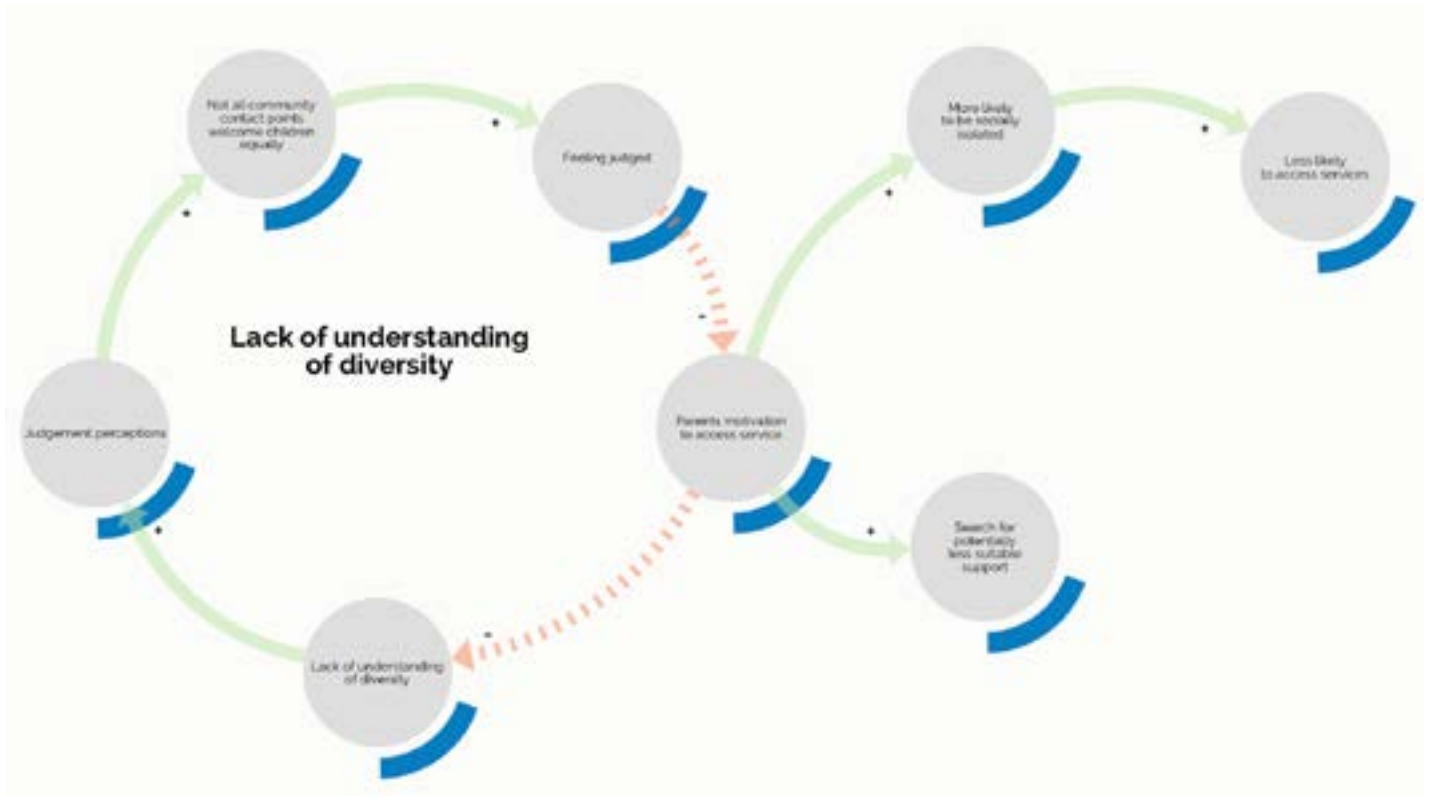 Not all community
contact points
welcome children
equally
+
Feeling judged
+
More likely
to be socially
isolated
+
Less likely
to access services
+
+
-
Lack of understanding
of diversity
Judgement perceptions
Parents motivation
to access service
+
+
Search for
potentially
less suitable
support
-
Lack of understanding
of diversity